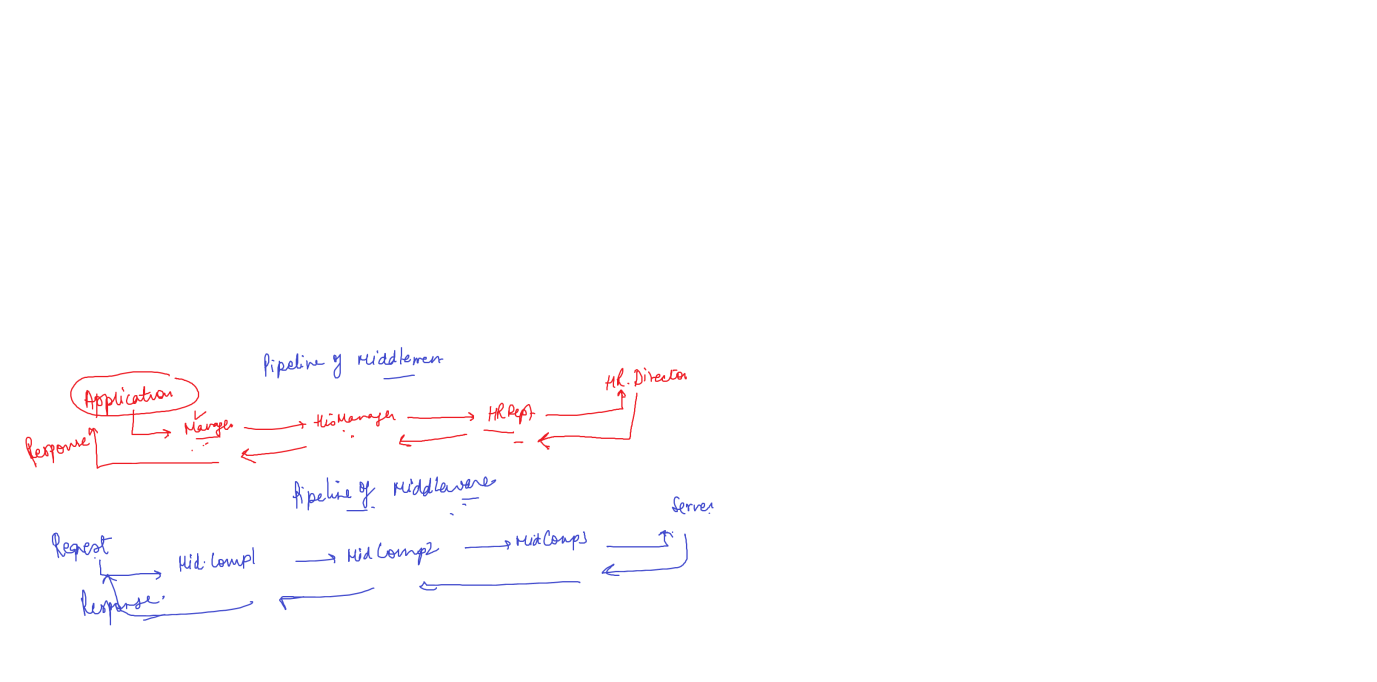 Pipeline of Middlemen
HR.Director
Application
Manager
HisManager
HR Dept
Response
Pipeline of Middleware
Server
Request
Mid.Comp1
Mid Comp2
Mid Comp3
Response.